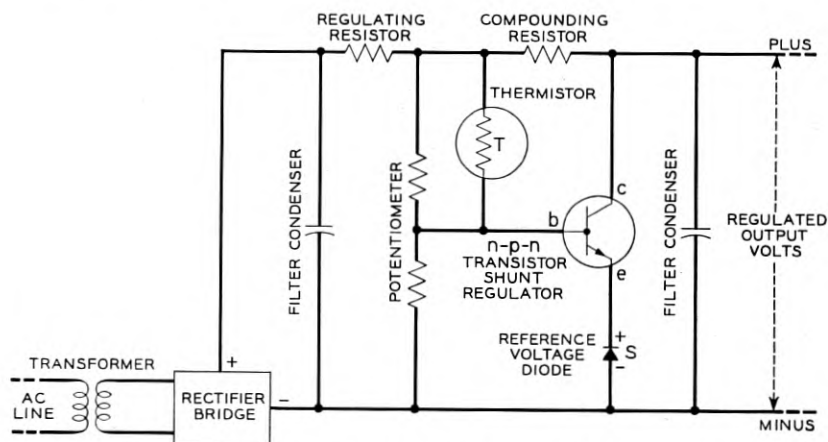 REGULATING
RESISTOR
COMPOUNDING
RESISTOR
PLUS
THERMISTOR
T
FILTER CONDENSER
POTENTIOMETER
b
c
e
n-p-n
TRANSISTOR
SHUNT
REGULATOR
FILTER CONDENSER
REGULATED
OUTPUT
VOLTS
REFERENCE
VOLTAGE
DIODE
+
S
-
TRANSFORMER
+
AC
LINE
RECTIFIER
BRIDGE
-
MINUS